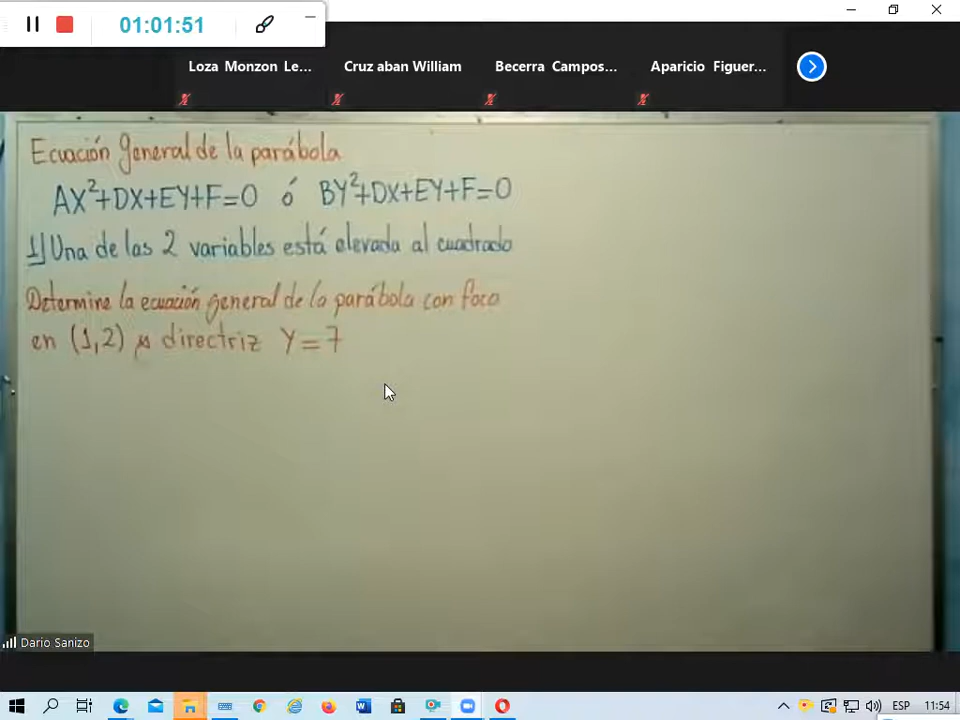 01:01:51
Loza Monzon Le... Cruz aban William Becerra Campos... Aparicio Figuer...
Ecuación general de la parábola
AX²+DX+EY+F=0 ó BY²+DX+EY+F=0
1) Una de las 2 variables está elevada al cuadrado
Determine la ecuación general de la parábola con foco
en (1,2) y directriz Y=7
Dario Sanizo
ESP 11:54